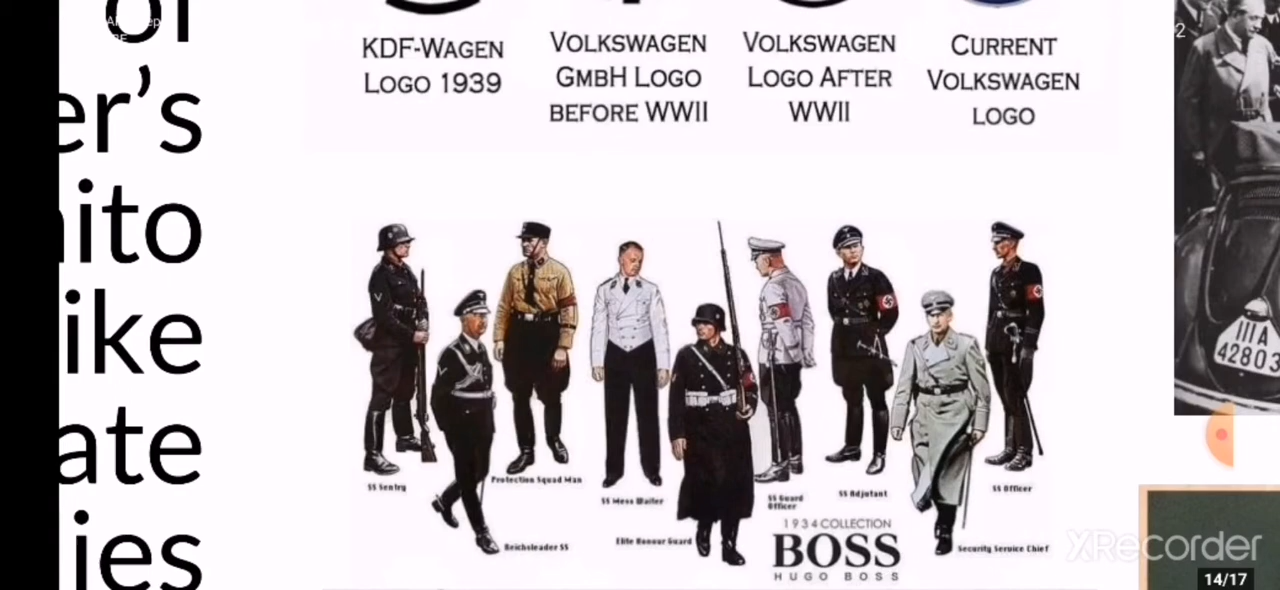 of
er's
ito
ike
ate
ies
KDF-WAGEN
LOGO 1939
VOLKSWAGEN
GMBH LOGO
BEFORE WWII
VOLKSWAGEN
LOGO AFTER
WWII
CURRENT
VOLKSWAGEN
LOGO
2
IIIA
42803
SS Sentry
Protection Squad Man
SS Mess Waiter
SS Guard
Officer
SS Adjutant
SS Officer
Reichsleader SS
Elite Honour Guard
Security Service Chief
1934 COLLECTION
BOSS
HUGO BOSS
XRecorder
14/17